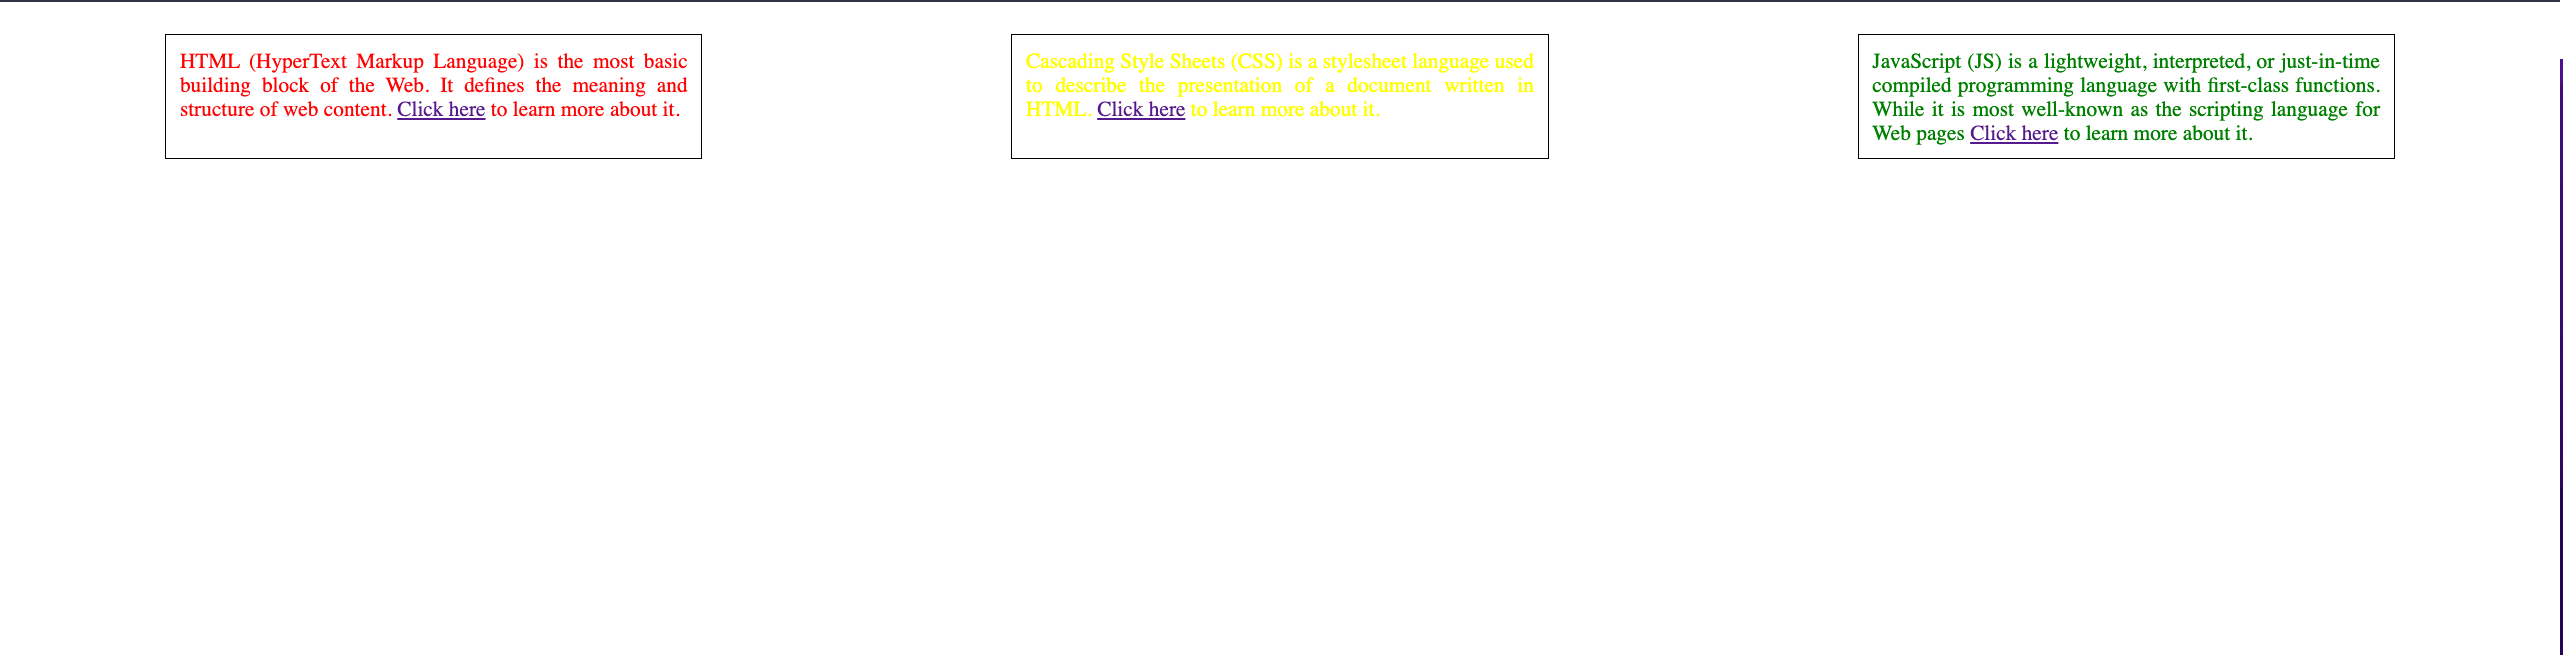 HTML (HyperText Markup Language) is the most basic
building block of the Web. It defines the meaning and
structure of web content. Click here to learn more about it.
Cascading Style Sheets (CSS) is a stylesheet language used
to describe the presentation of a document written in
HTML. Click here to learn more about it.
JavaScript (JS) is a lightweight, interpreted, or just-in-time
compiled programming language with first-class functions.
While it is most well-known as the scripting language for
Web pages Click here to learn more about it.